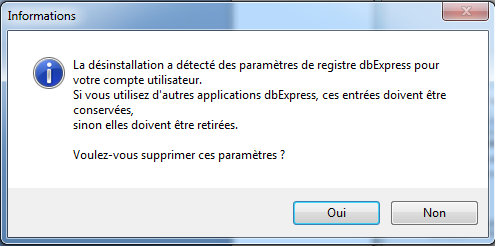 Informations
La désinstallation a détecté des paramètres de registre dbExpress pour
votre compte utilisateur.
Si vous utilisez d'autres applications dbExpress, ces entrées doivent être
conservées,
sinon elles doivent être retirées.
Voulez-vous supprimer ces paramètres ?
Oui
Non